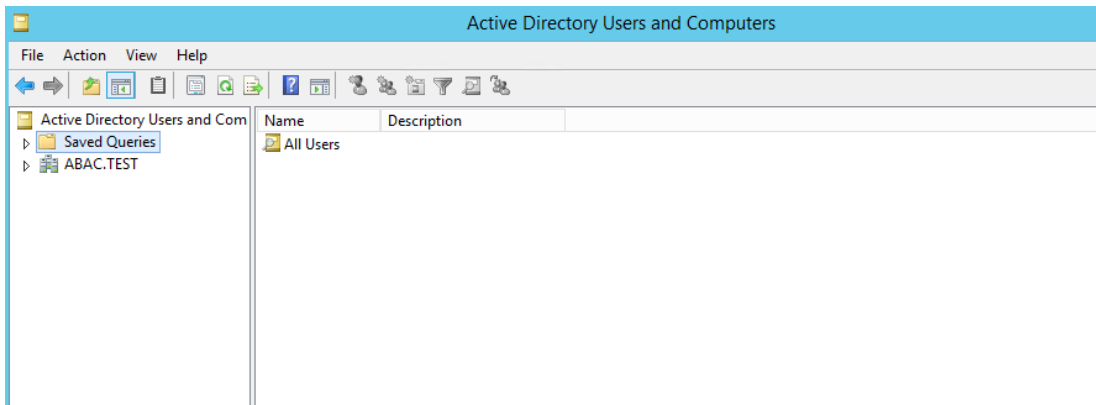 Active Directory Users and Computers
File Action View Help
Active Directory Users and Com
Saved Queries
ABAC.TEST
Name Description
All Users